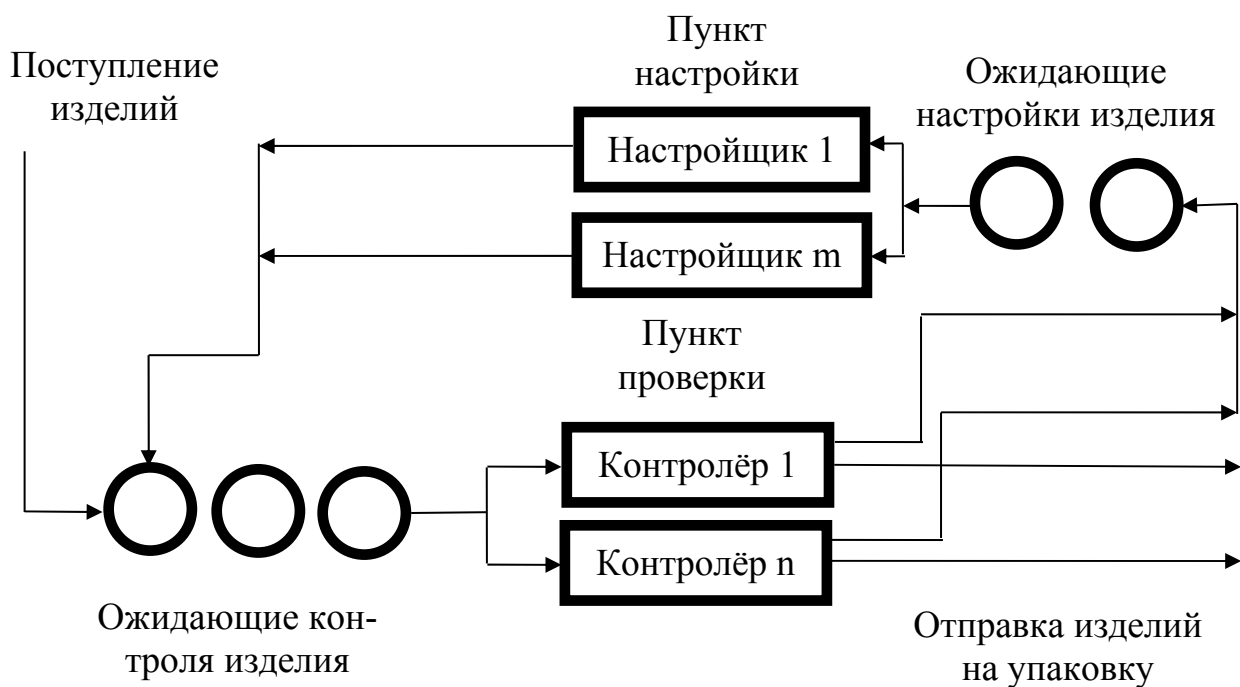 Поступление
изделий
Пункт
настройки
Ожидающие
настройки изделия
Настройщик 1
Настройщик m
Пункт
проверки
Контролёр 1
Контролёр n
Ожидающие кон-
троля изделия
Отправка изделий
на упаковку